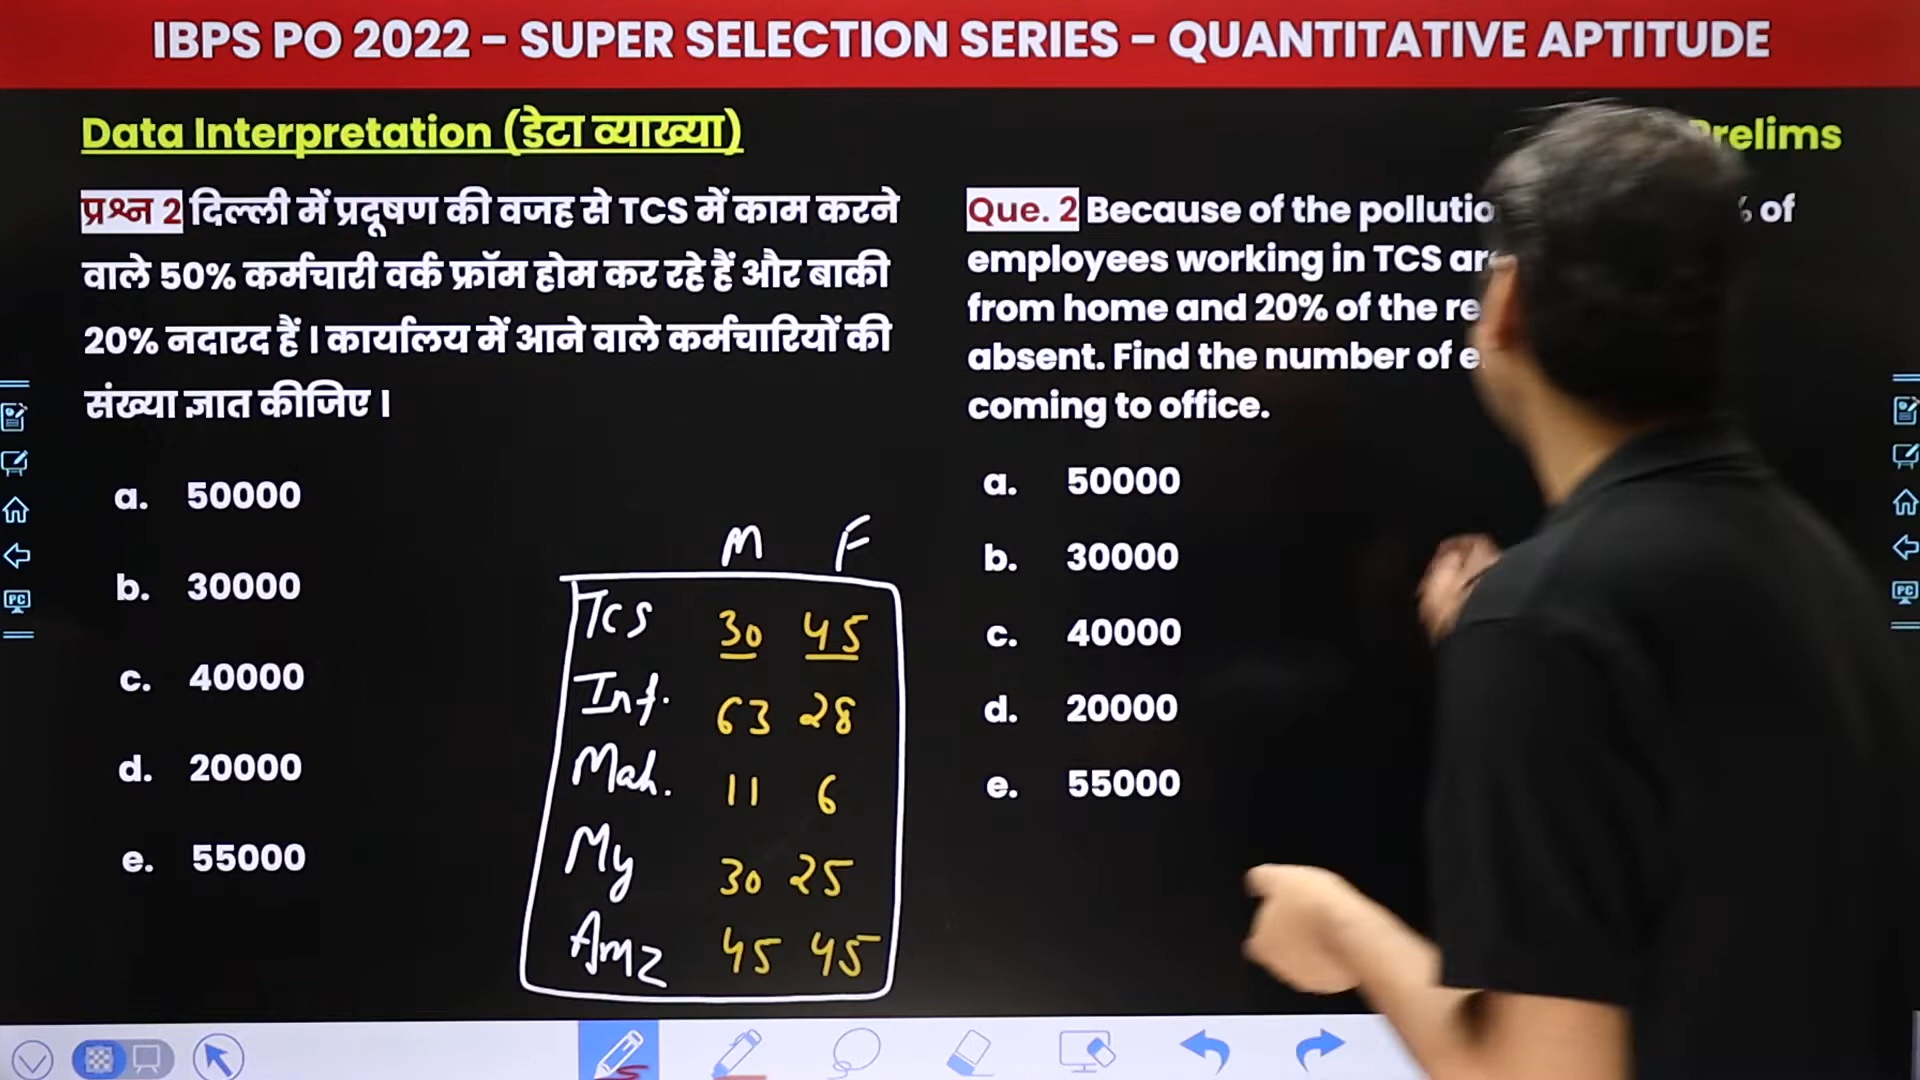 IBPS PO 2022 - SUPER SELECTION SERIES - QUANTITATIVE APTITUDE
Data Interpretation (डेटा व्याख्या)
प्रश्न 2 दिल्ली में प्रदूषण की वजह से TCS में काम करने
वाले 50% कर्मचारी वर्क फ्रॉम होम कर रहे हैं और बाकी
20% नदारद हैं। कार्यालय में आने वाले कर्मचारियों की
संख्या ज्ञात कीजिए।
a. 50000
b. 30000
c. 40000
d. 20000
e. 55000
M F
TCS 30 45
Inf. 63 28
Mah. 11 6
My 30 25
Amz 45 45
Que. 2 Because of the % of
employees working in TCS
from home and 20% of the
absent. Find the number of
coming to office.
a. 50000
b. 30000
c. 40000
d. 20000
e. 55000
PC
PC